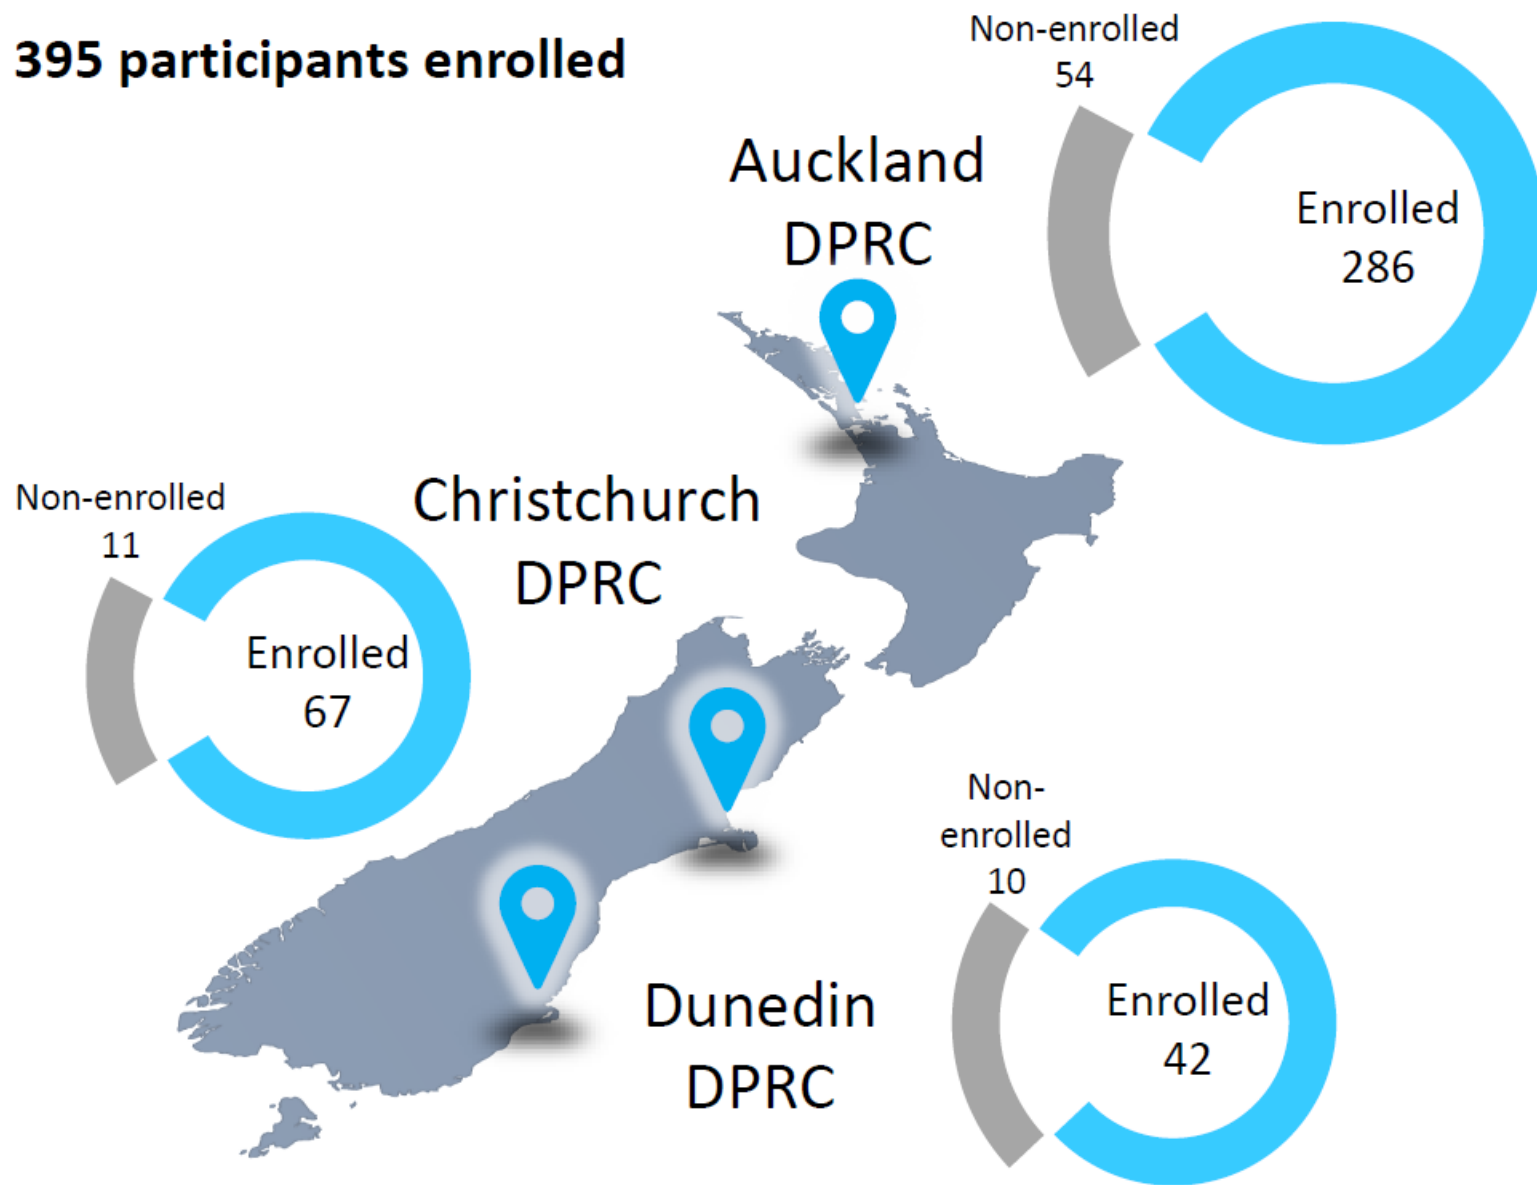 395 participants enrolled
Non-enrolled
54
Auckland
DPRC
Enrolled
286
Non-enrolled
11
Christchurch
DPRC
Enrolled
67
Non-
enrolled
10
Dunedin
DPRC
Enrolled
42